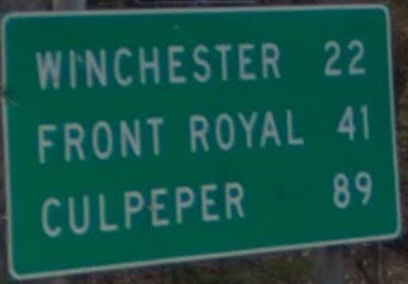 WINCHESTER 22
FRONT ROYAL 41
CULPEPER 89